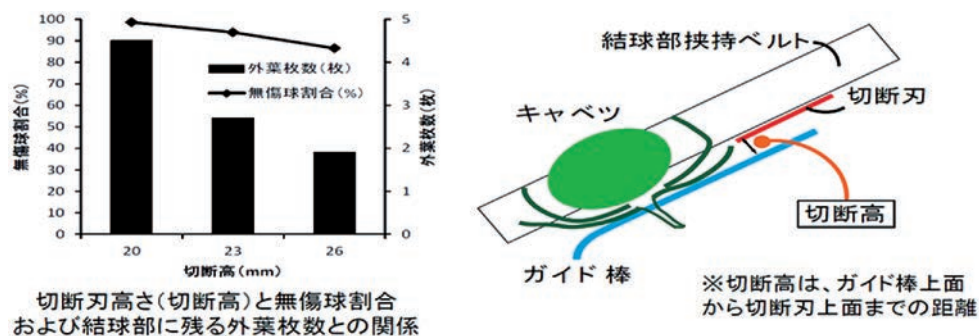 100
90
80
70
60
50
40
30
20
10
0
無傷球割合(%)
外葉枚数(枚)
無傷球割合(%)
5
4
3
2
1
0
外葉枚数(枚)
20 23 26
切断高(mm)
切断刃高さ(切断高)と無傷球割合
および結球部に残る外葉枚数との関係
結球部挟持ベルト
切断刃
キャベツ
切断高
ガイド棒
※切断高は、ガイド棒上面
から切断刃上面までの距離